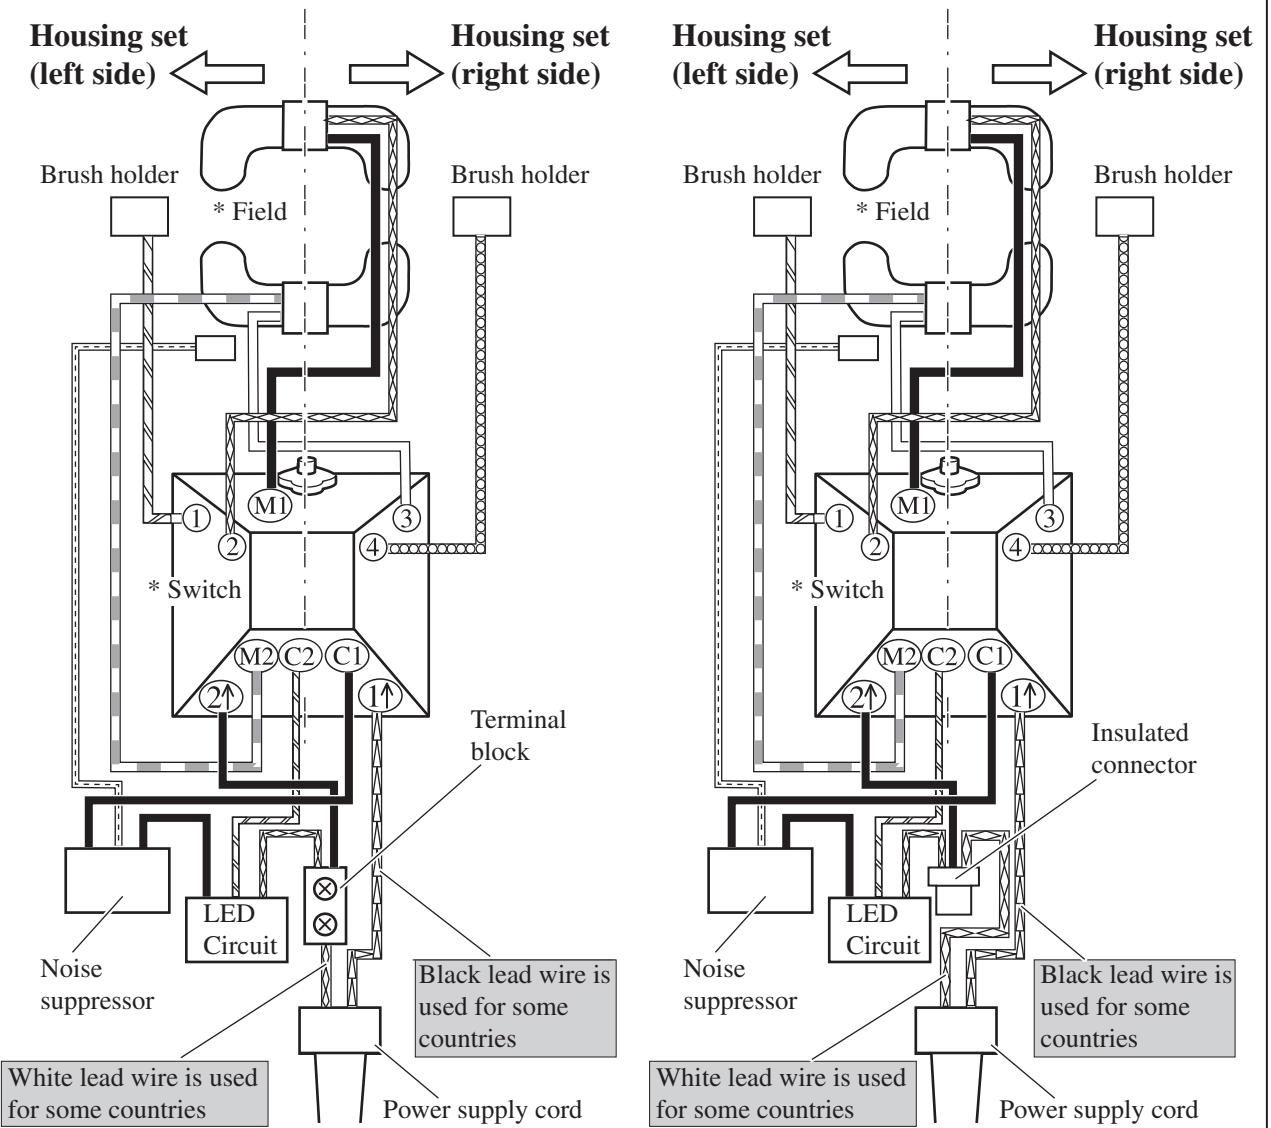 Housing set
(left side)
Housing set
(right side)
Brush holder
Brush holder
* Field
M1
1
2
3
4
* Switch
M2
C2
C1
2↑
1↑
Terminal
block
LED
Circuit
Noise
suppressor
Black lead wire is
used for some
countries
White lead wire is used
for some countries
Power supply cord
Housing set
(left side)
Housing set
(right side)
Brush holder
Brush holder
* Field
M1
1
2
3
4
* Switch
M2
C2
C1
2↑
1↑
Insulated
connector
LED
Circuit
Noise
suppressor
Black lead wire is
used for some
countries
White lead wire is used
for some countries
Power supply cord